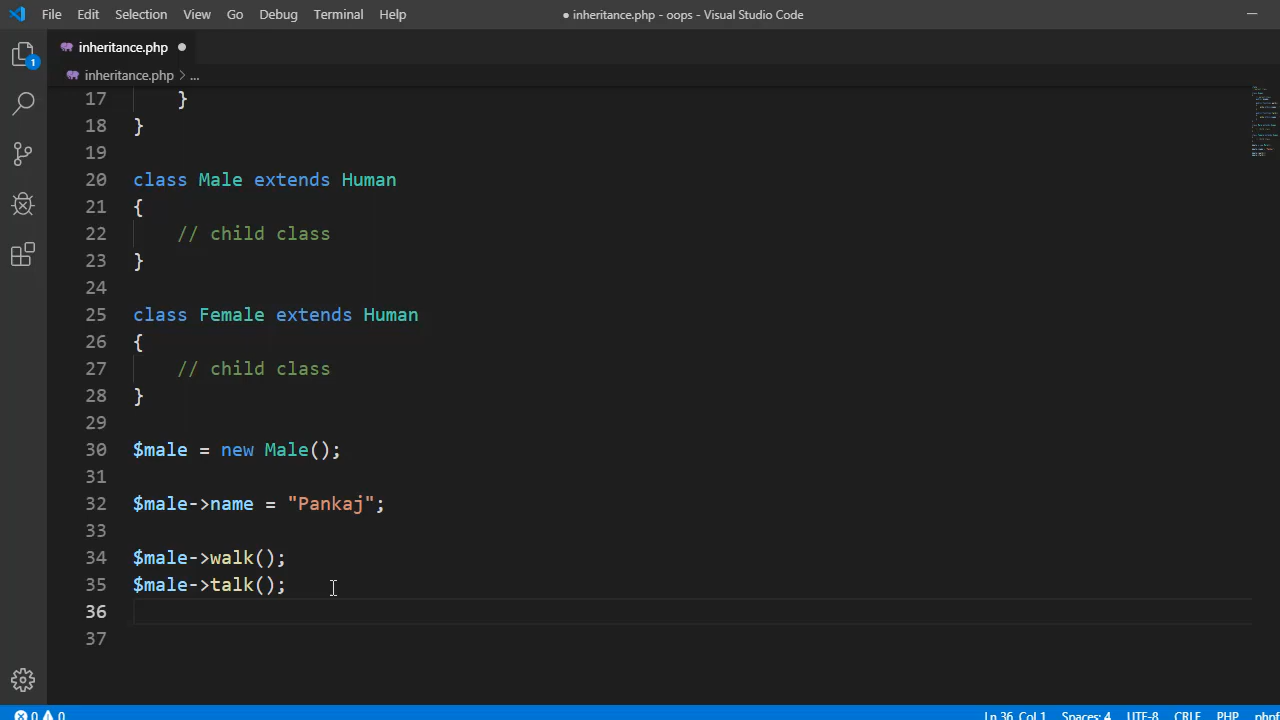 File Edit Selection View Go Debug Terminal Help ● inheritance.php - oops - Visual Studio Code
inheritance.php ●
1
inheritance.php > ...
17 }
18 }
19
20 class Male extends Human
21 {
22 // child class
23 }
24
25 class Female extends Human
26 {
27 // child class
28 }
29
30 $male = new Male();
31
32 $male->name = "Pankaj";
33
34 $male->walk();
35 $male->talk();
36
37
0 0 Ln 36, Col 1 Spaces: 4 UTF-8 CRLF PHP